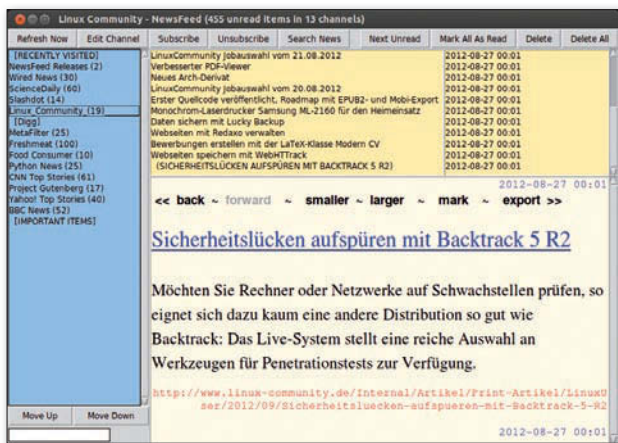 Linux Community - NewsFeed (455 unread items in 13 channels)
Refresh Now Edit Channel Subscribe Unsubscribe Search News Next Unread Mark All As Read Delete Delete All
[RECENTLY VISITED]
NewsFeed Releases (2)
Wired News (30)
ScienceDaily (60)
Slashdot (14)
Linux_Community_(19)
[Digg]
MetaFilter (25)
Freshmeat (100)
Food Consumer (10)
Python News (25)
CNN Top Stories (61)
Project Gutenberg (17)
Yahoo! Top Stories (40)
BBC News (52)
[IMPORTANT ITEMS]
Move Up Move Down
LinuxCommunity Jobauswahl vom 21.08.2012 2012-08-27 00:01
Verbesserter PDF-Viewer 2012-08-27 00:01
Neues Arch-Derivat 2012-08-27 00:01
LinuxCommunity Jobauswahl vom 20.08.2012 2012-08-27 00:01
Erster Quellcode veröffentlicht, Roadmap mit EPUB2- und Mobi-Export 2012-08-27 00:01
Monochrom-Laserdrucker Samsung ML-2160 für den Heimeinsatz 2012-08-27 00:01
Daten sichern mit Lucky Backup 2012-08-27 00:01
Webseiten mit Redaxo verwalten 2012-08-27 00:01
Bewerbungen erstellen mit der LaTeX-Klasse Modern CV 2012-08-27 00:01
Webseiten speichern mit WebHTTrack 2012-08-27 00:01
(SICHERHEITSLÜCKEN AUFSPÜREN MIT BACKTRACK 5 R2) 2012-08-27 00:01
2012-08-27 00:01
<< back ~ forward ~ smaller ~ larger ~ mark ~ export >>
Sicherheitslücken aufspüren mit Backtrack 5 R2
Möchten Sie Rechner oder Netzwerke auf Schwachstellen prüfen, so
eignet sich dazu kaum eine andere Distribution so gut wie
Backtrack: Das Live-System stellt eine reiche Auswahl an
Werkzeugen für Penetrationstests zur Verfügung.
http://www.linux-community.de/Internal/Artikel/Print-Artikel/LinuxU
ser/2012/09/Sicherheitsluecken-aufspueren-mit-Backtrack-5-R2
2012-08-27 00:01